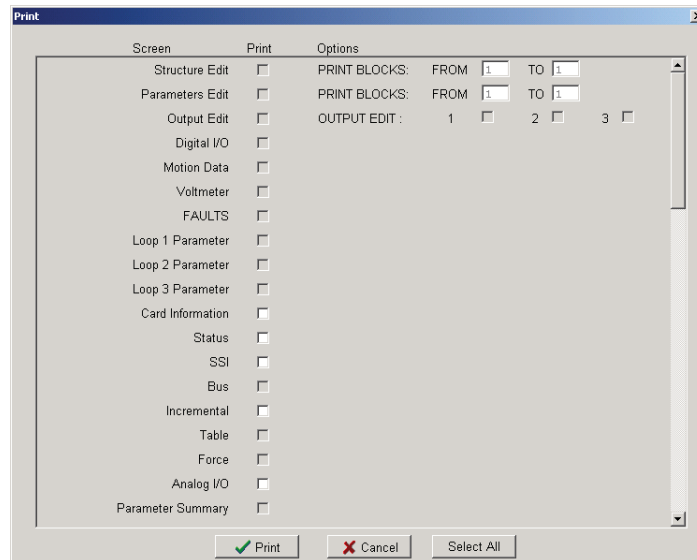 Print
Screen Print Options
Structure Edit PRINT BLOCKS: FROM 1 TO 1
Parameters Edit PRINT BLOCKS: FROM 1 TO 1
Output Edit OUTPUT EDIT : 1 2 3
Digital I/O
Motion Data
Voltmeter
FAULTS
Loop 1 Parameter
Loop 2 Parameter
Loop 3 Parameter
Card Information
Status
SSI
Bus
Incremental
Table
Force
Analog I/O
Parameter Summary
Print Cancel Select All